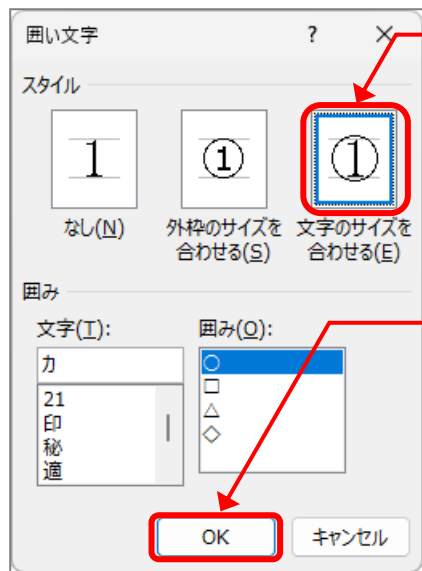 囲い文字 ?
スタイル
1 ① ①
なし(N) 外枠のサイズを 文字のサイズを
合わせる(S) 合わせる(E)
囲み
文字(T): 囲み(O):
カ ○
21 □
印 △
秘 ◇
適
OK キャンセル